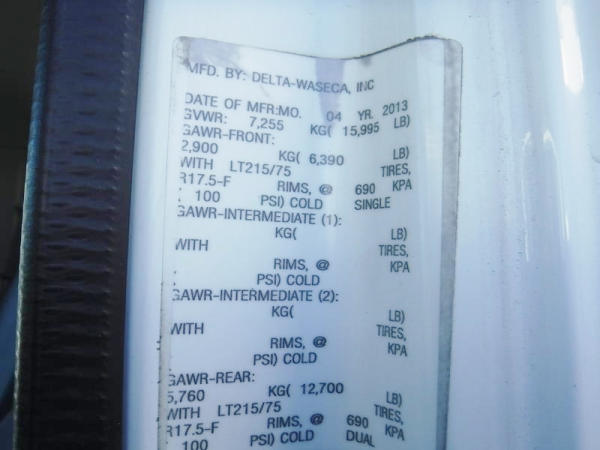 MFD. BY: DELTA-WASECA, INC
DATE OF MFR:MO. 04 YR. 2013
GVWR: 7,255 KG( 15,995 LB)
GAWR-FRONT:
2,900 KG( 6,390 LB)
WITH LT215/75 TIRES,
R17.5-F RIMS, @ 690 KPA
100 PSI) COLD SINGLE
GAWR-INTERMEDIATE (1):
KG( LB)
WITH TIRES,
RIMS, @ KPA
PSI) COLD
GAWR-INTERMEDIATE (2):
KG( LB)
WITH TIRES,
RIMS, @ KPA
PSI) COLD
GAWR-REAR:
5,760 KG( 12,700 LB)
WITH LT215/75 TIRES,
R17.5-F RIMS, @ 690 KPA
100 PSI) COLD DUAL